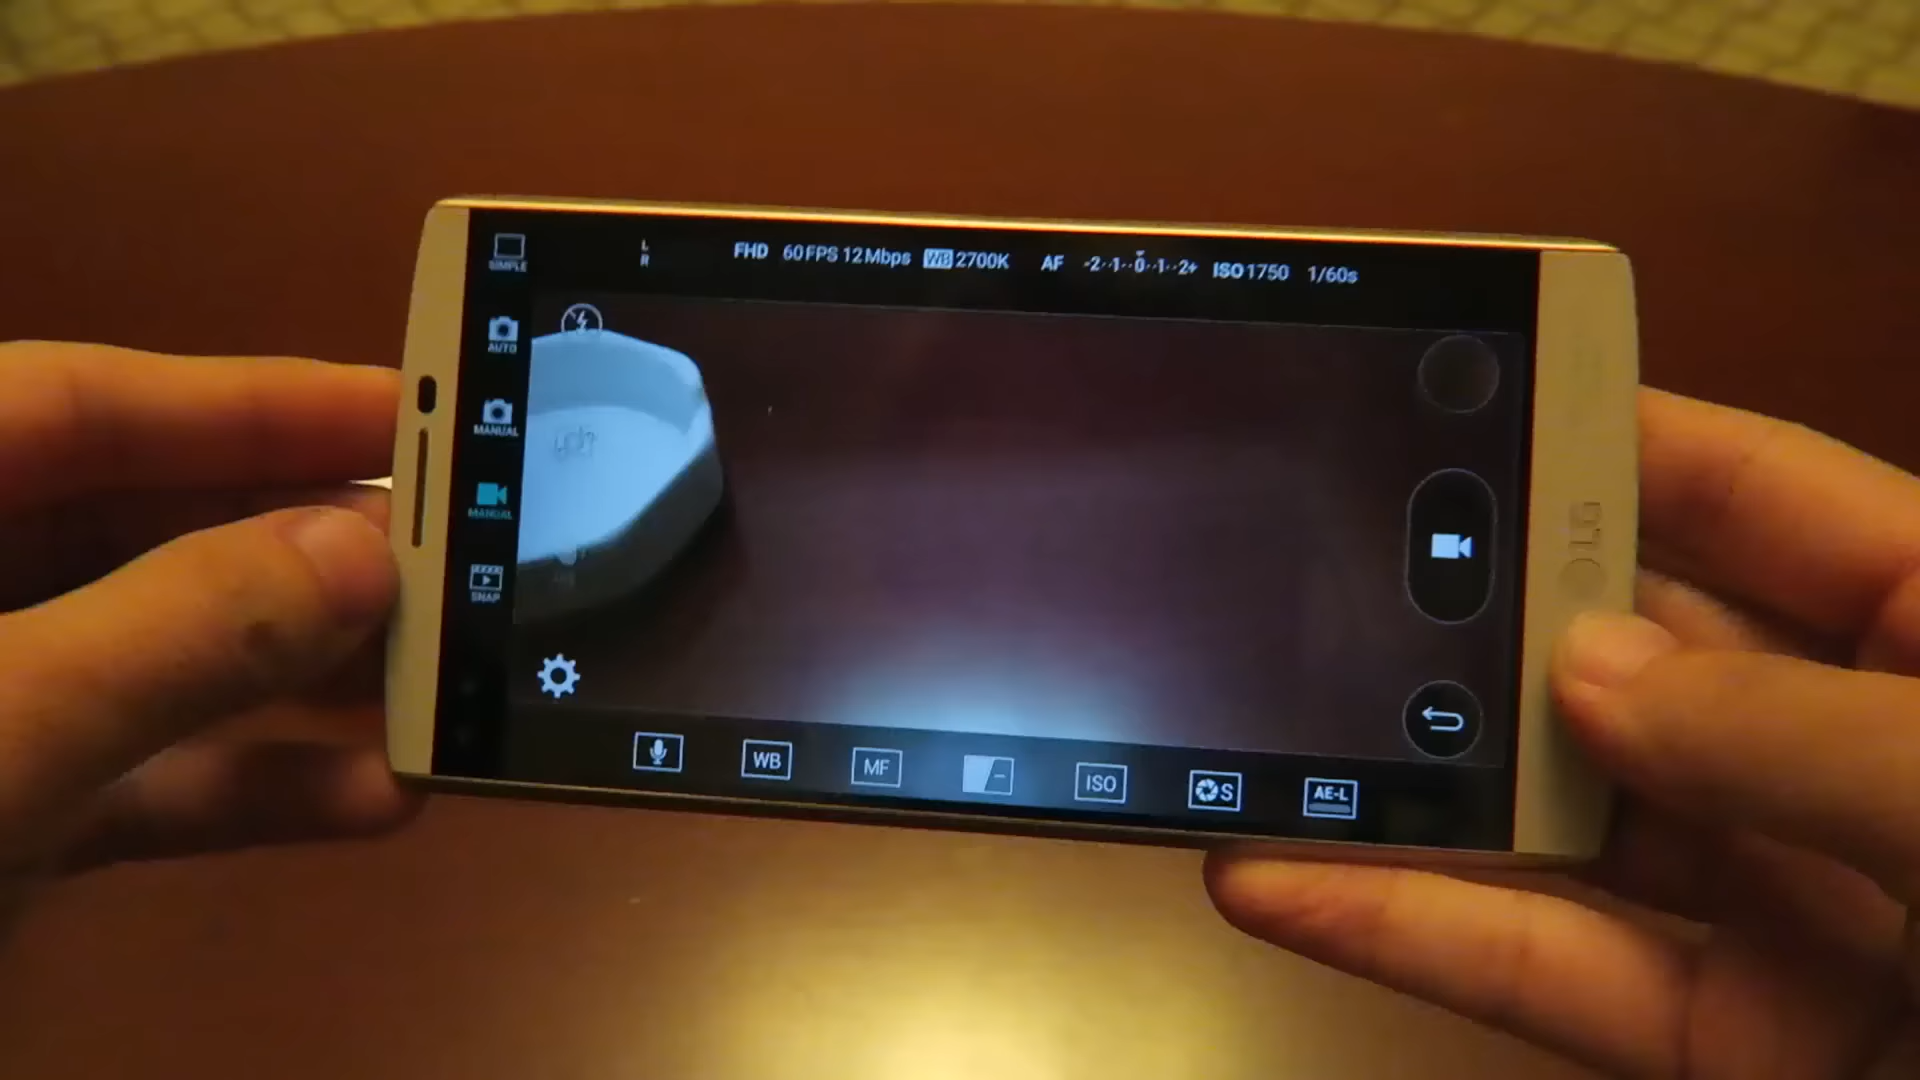 SIMPLE
L
R
FHD 60 FPS 12 Mbps WB 2700K AF -2··1··0··1··2+ ISO 1750 1/60s
AUTO
MANUAL
MANUAL
SNAP
LG
WB MF ISO S AE-L